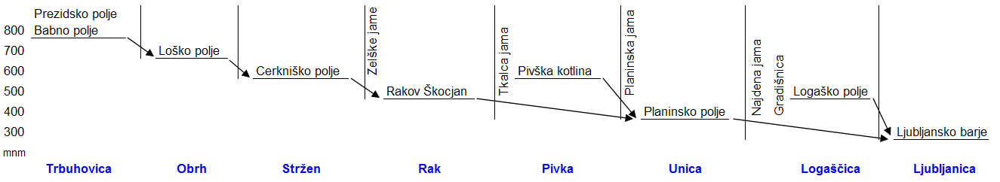 Prezidsko polje
800
Babno polje
700
Loško polje
600
Cerkniško polje
Zelške jame
500
Rakov Škocjan
Tkalca jama
Pivška kotlina
Planinska jama
400
Planinsko polje
Najdena jama
Gradišnica
Logaško polje
300
Ljubljansko barje
mnm
Trbuhovica
Obrh
Stržen
Rak
Pivka
Unica
Logaščica
Ljubljanica